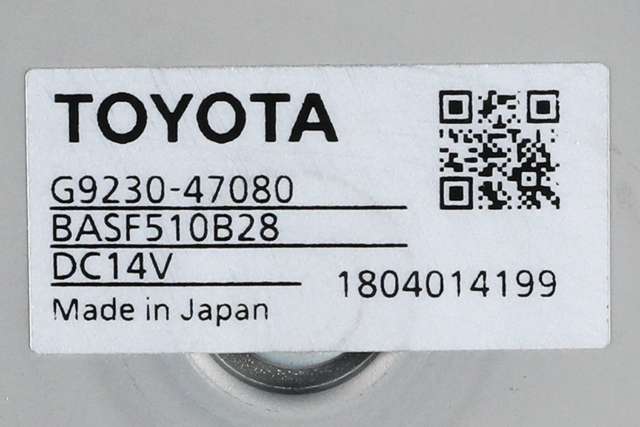 TOYOTA
G9230-47080
BASF510B28
DC14V
1804014199
Made in Japan